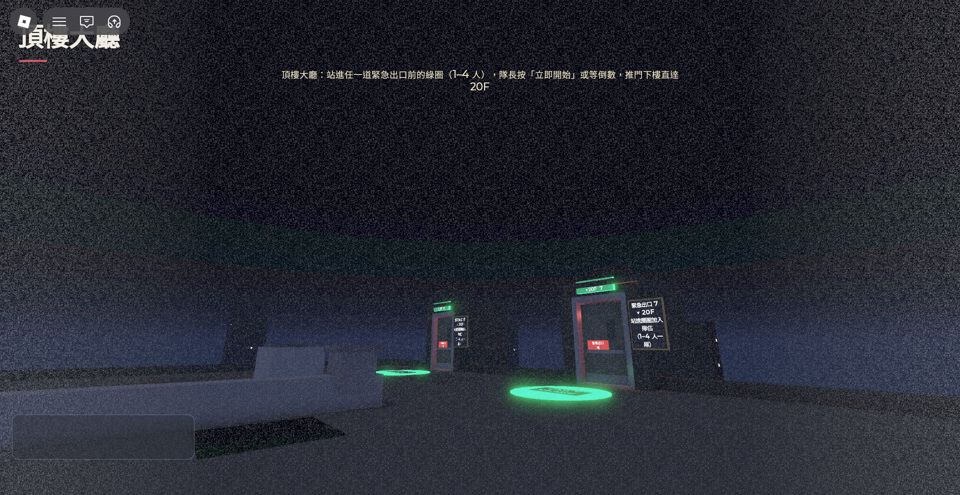 頂樓大廳
頂樓大廳：站進任一道緊急出口前的綠圈（1–4 人），隊長按「立即開始」或等倒數，推門下樓直達
20F
緊急出口 7
▾ 20F
站進綠圈加入
隊伍
（1–4 人一
隊）